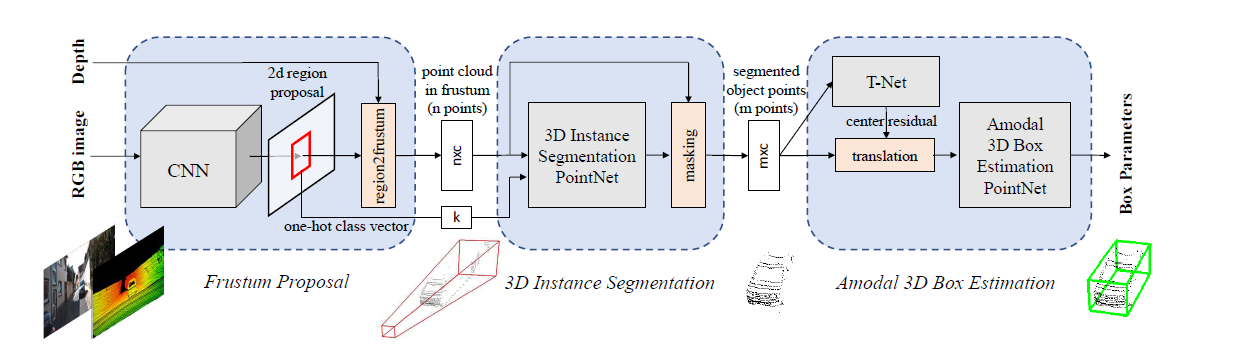 Depth
RGB image
CNN
2d region
proposal
region2frustum
one-hot class vector
point cloud
in frustum
(n points)
nxc
k
3D Instance
Segmentation
PointNet
masking
segmented
object points
(m points)
mxc
T-Net
center residual
translation
Amodal
3D Box
Estimation
PointNet
Box Parameters
Frustum Proposal
3D Instance Segmentation
Amodal 3D Box Estimation